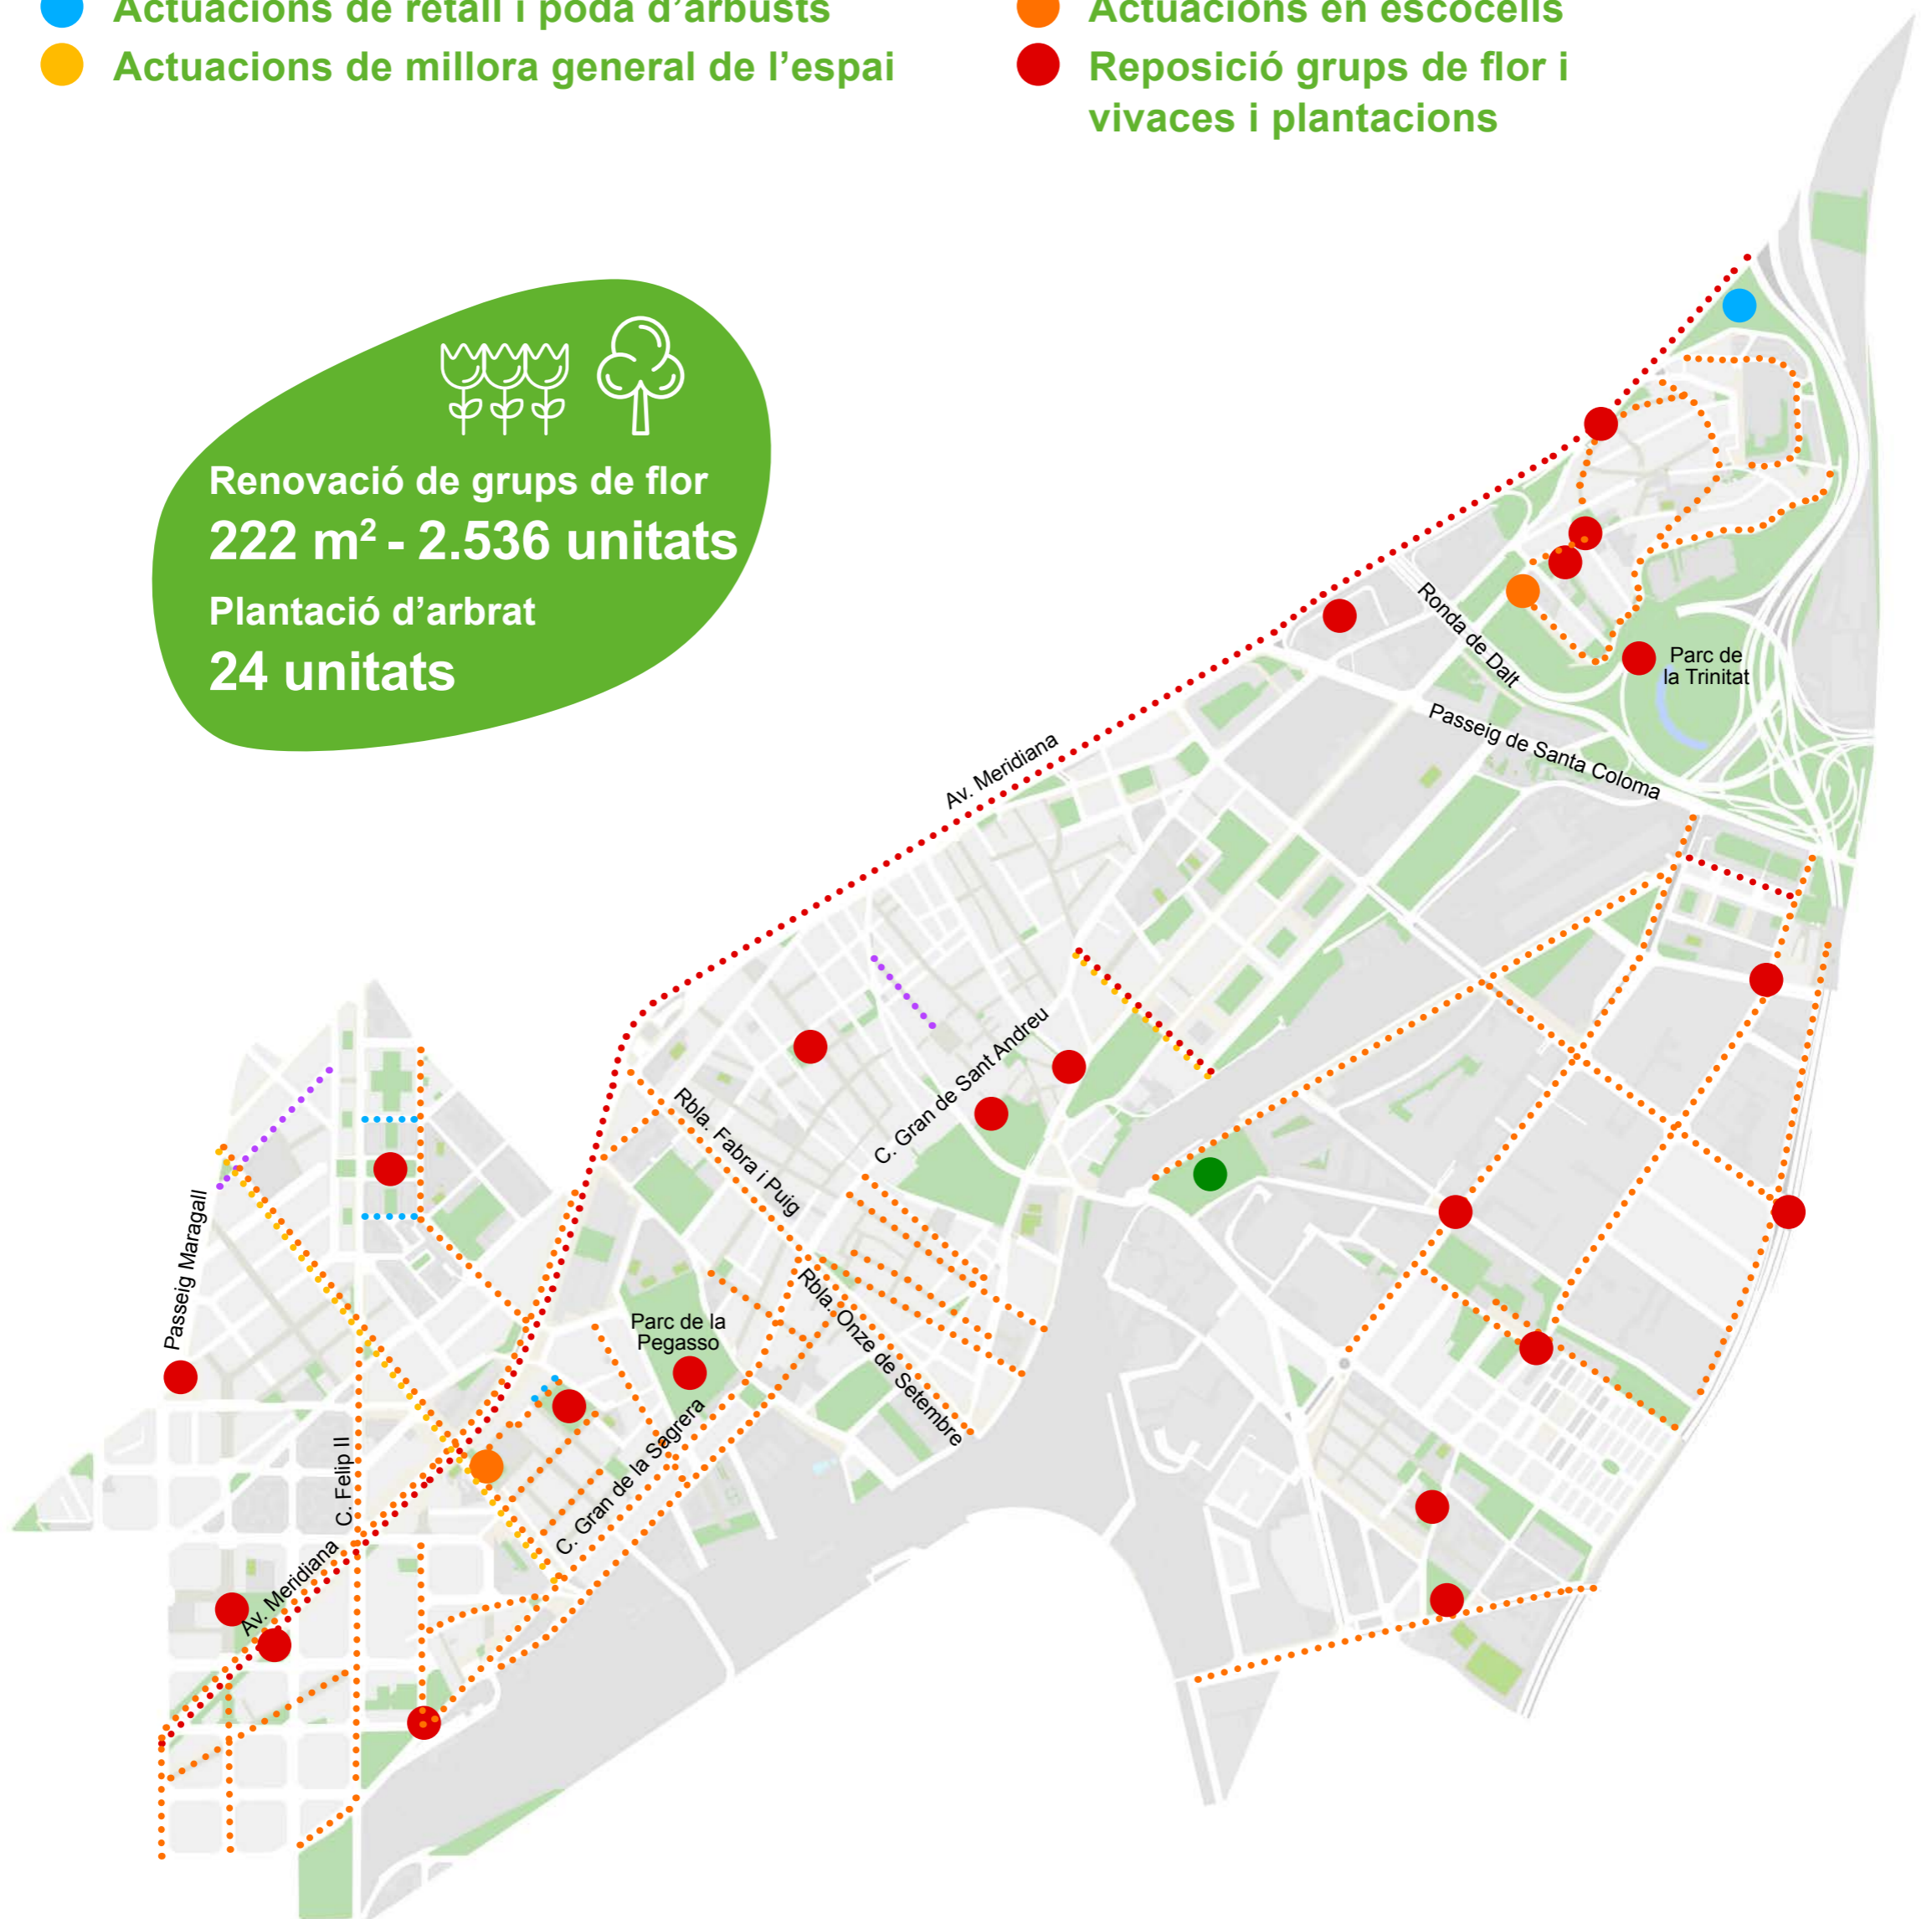 Actuacions de retall i poda d'arbusts
Actuacions de millora general de l'espai
Actuacions en escocells
Reposició grups de flor i
vivaces i plantacions
Renovació de grups de flor
222 m² - 2.536 unitats
Plantació d'arbrat
24 unitats
Ronda de Dalt
Parc de
la Trinitat
Passeig de Santa Coloma
Av. Meridiana
C. Gran de Sant Andreu
Rbla. Fabra i Puig
Passeig Maragall
Rbla. Onze de Setembre
Parc de la
Pegasso
C. Gran de la Sagrera
C. Felip II
Av. Meridiana